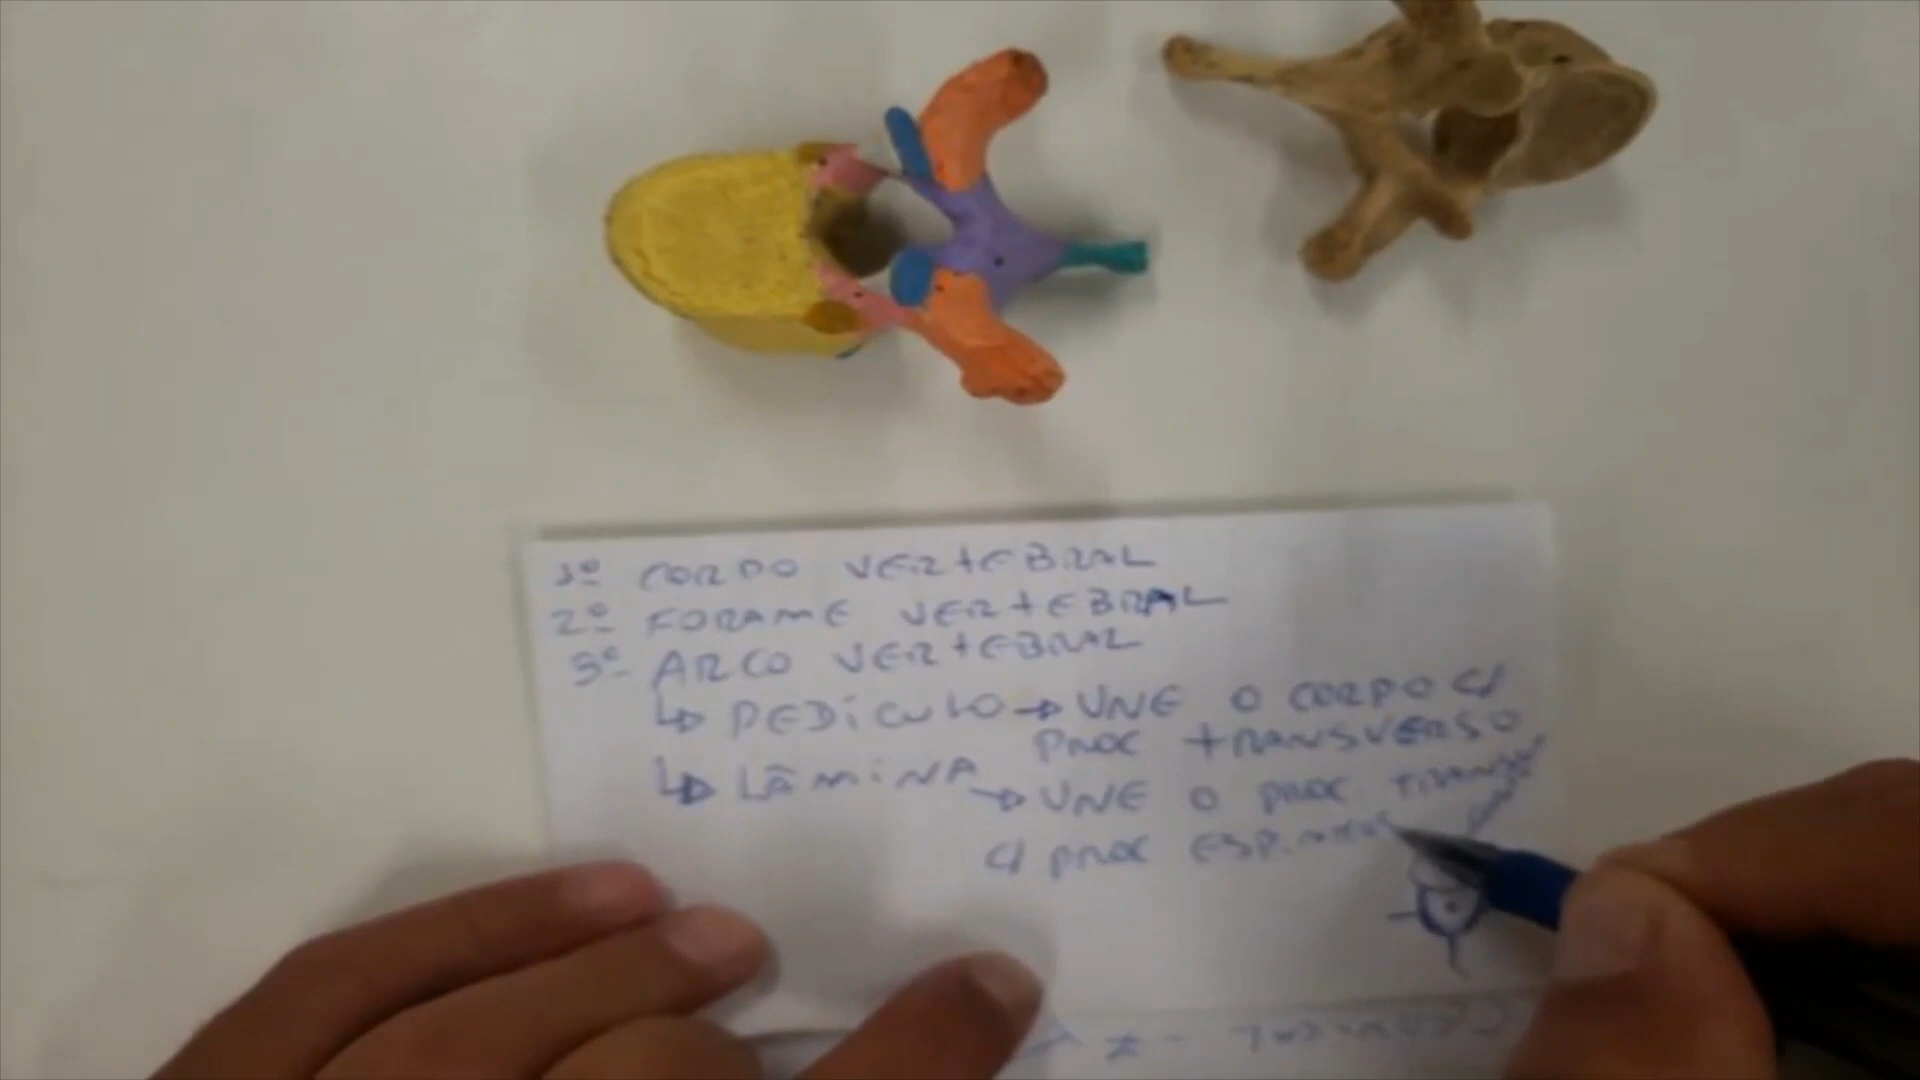 1º CORPO VERTEBRAL
2º FORAME VERTEBRAL
3º ARCO VERTEBRAL
↳ PEDÍCULO → UNE O CORPO C/
PROC TRANSVERSO
↳ LÂMINA → UNE O PROC
C/ PROC ESPINHOSO